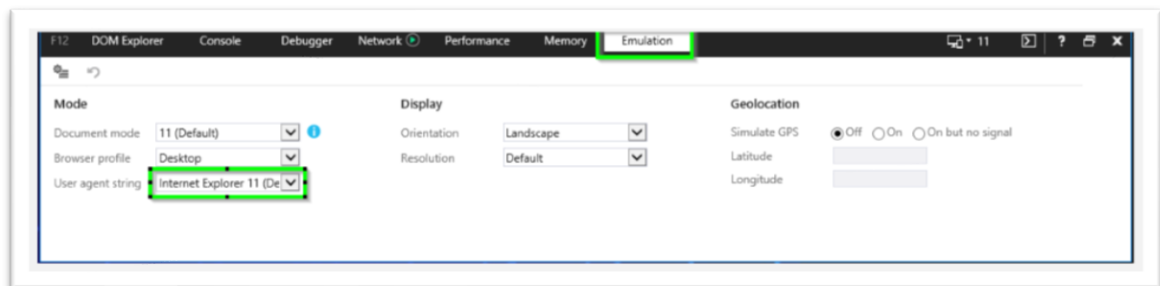 F12 DOM Explorer Console Debugger Network Performance Memory Emulation 11 ?
Mode Display Geolocation
Document mode 11 (Default) Orientation Landscape Simulate GPS Off On On but no signal
Browser profile Desktop Resolution Default Latitude
User agent string Internet Explorer 11 (De Longitude